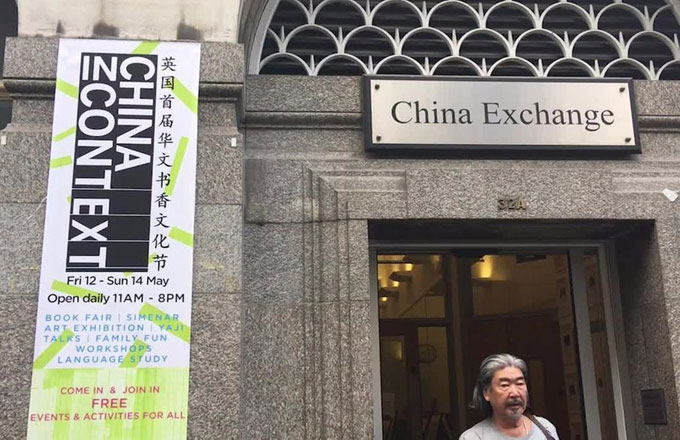 CHINA
IN CONTEXT
英国首届华文书香文化节
Fri 12 - Sun 14 May
Open daily 11AM - 8PM
BOOK FAIR | SIMENAR
ART EXHIBITION | YAJI
TALKS | FAMILY FUN
WORKSHOPS
LANGUAGE STUDY
COME IN & JOIN IN
FREE
EVENTS & ACTIVITIES FOR ALL
China Exchange
32A